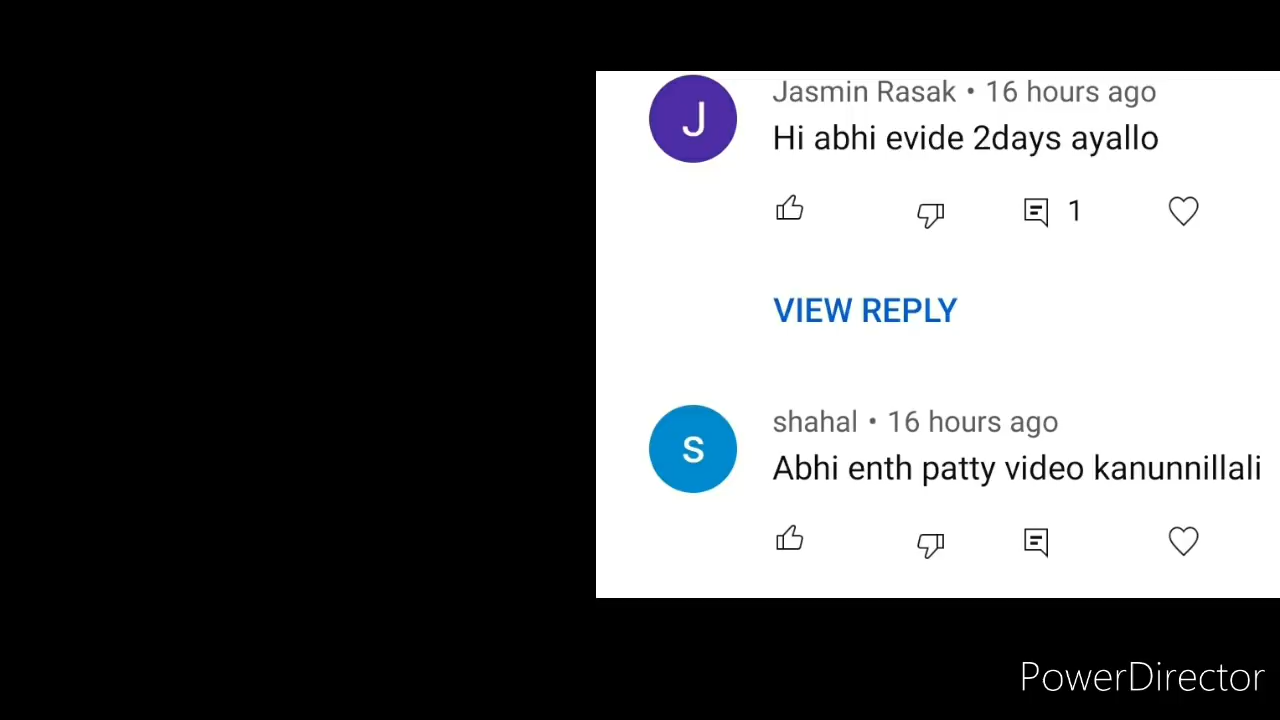 Jasmin Rasak • 16 hours ago
Hi abhi evide 2days ayallo
1
VIEW REPLY
shahal • 16 hours ago
Abhi enth patty video kanunnillali
PowerDirector